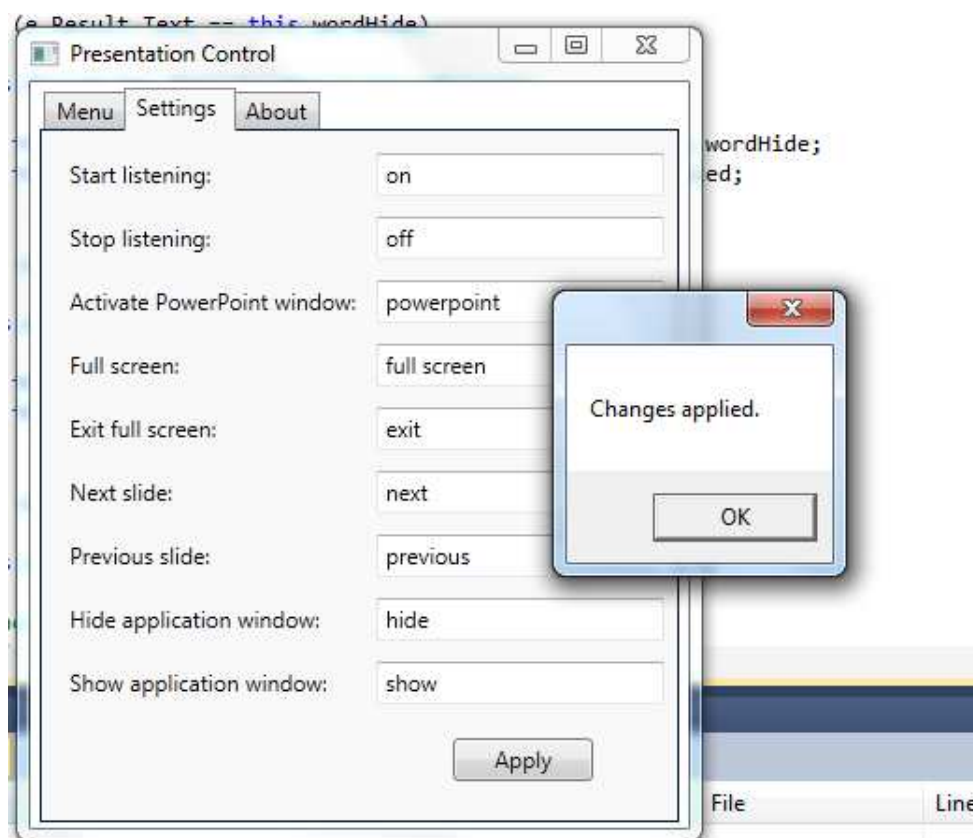 (e.Result.Text == this.wordHide)
Presentation Control
Menu Settings About
wordHide;
ed;
Start listening: on
Stop listening: off
Activate PowerPoint window: powerpoint
Full screen: full screen
Changes applied.
Exit full screen: exit
Next slide: next
OK
Previous slide: previous
Hide application window: hide
Show application window: show
Apply
File Line